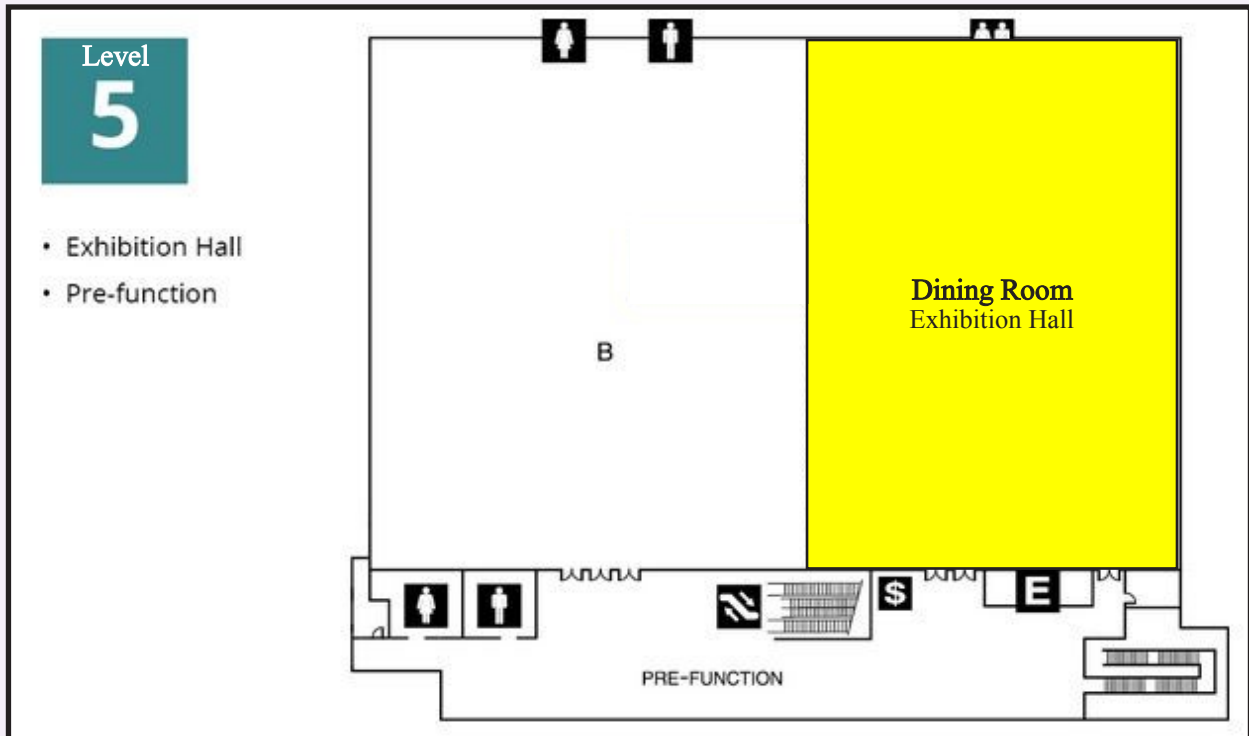 Level
5
• Exhibition Hall
• Pre-function
Dining Room
Exhibition Hall
B
$
E
PRE-FUNCTION